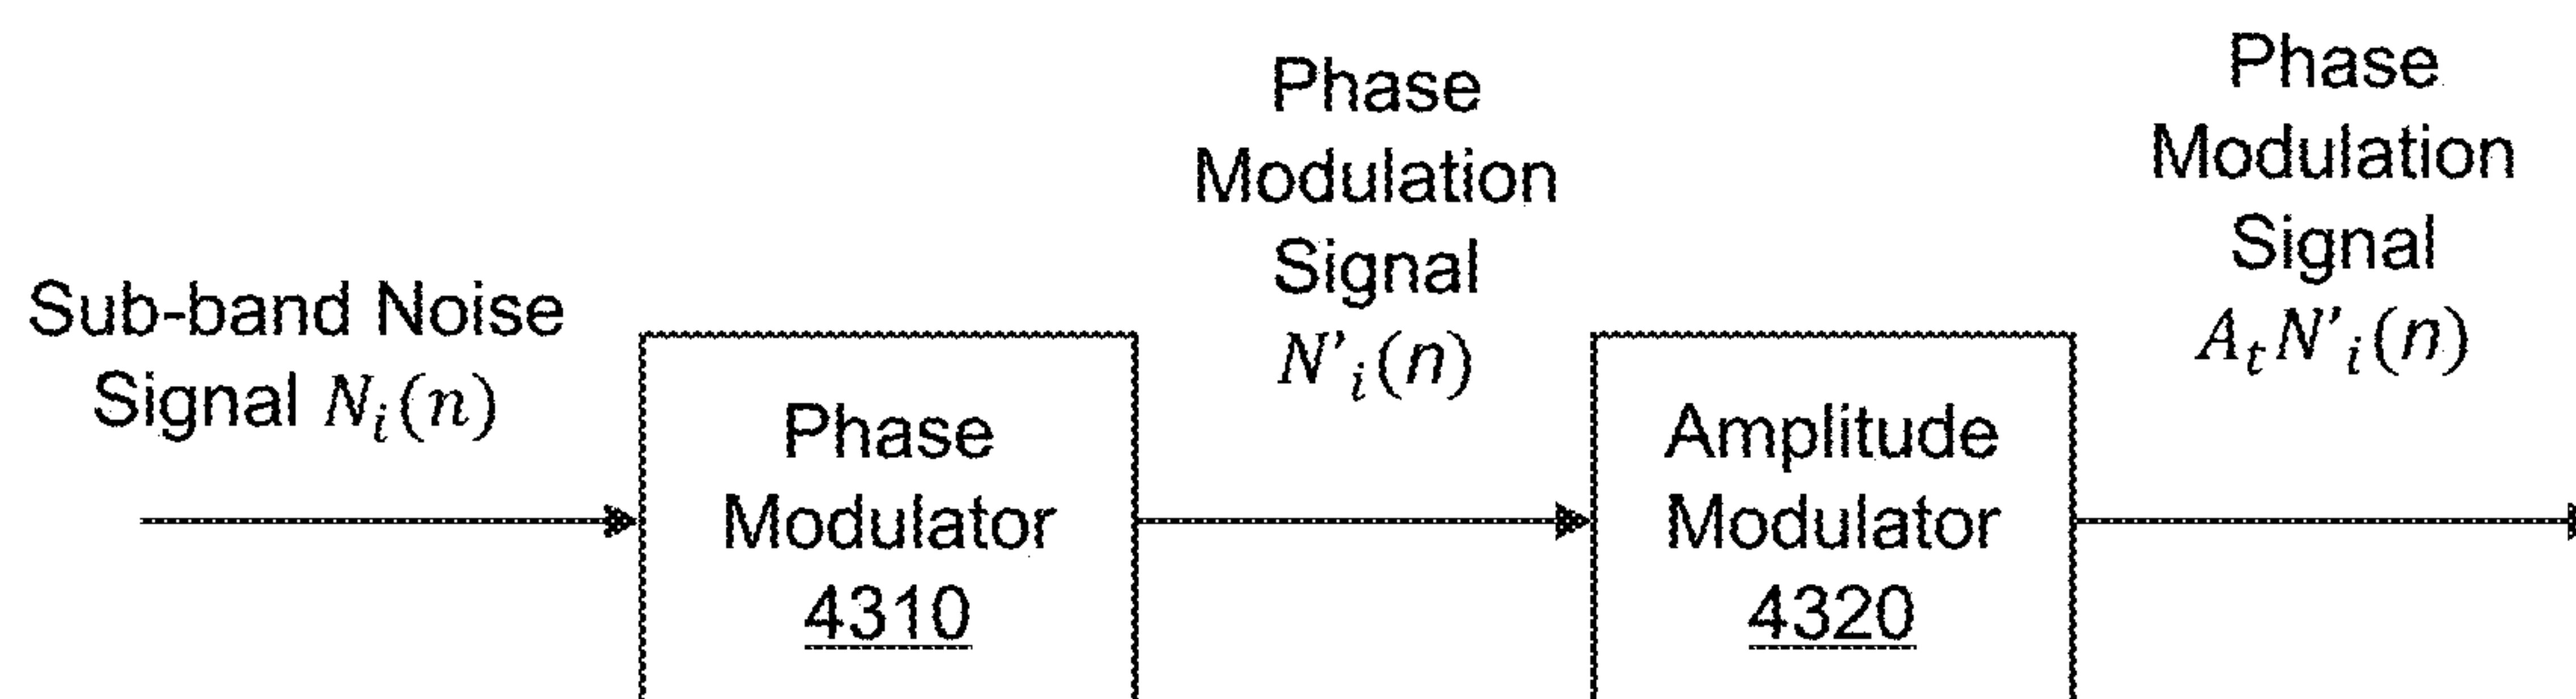 Sub-band Noise
Signal Nᵢ(n)
Phase
Modulator
4310
Phase
Modulation
Signal
N’ᵢ(n)
Amplitude
Modulator
4320
Phase
Modulation
Signal
AₜN’ᵢ(n)